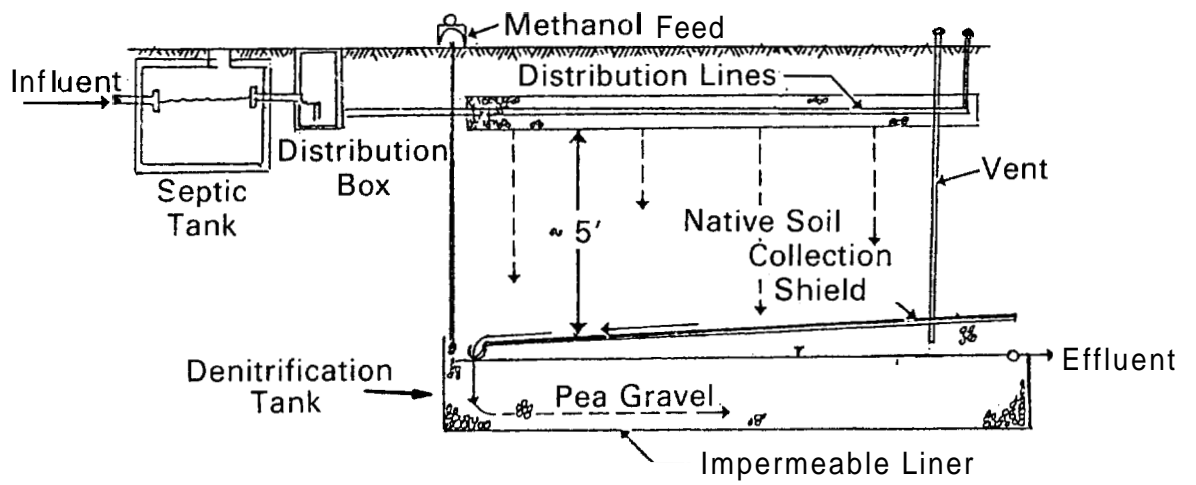 Methanol Feed
Influent
Distribution Lines
Distribution
Box
Septic
Tank
Vent
~ 5'
Native Soil
Collection
Shield
Denitrification
Tank
Effluent
Pea Gravel
Impermeable Liner